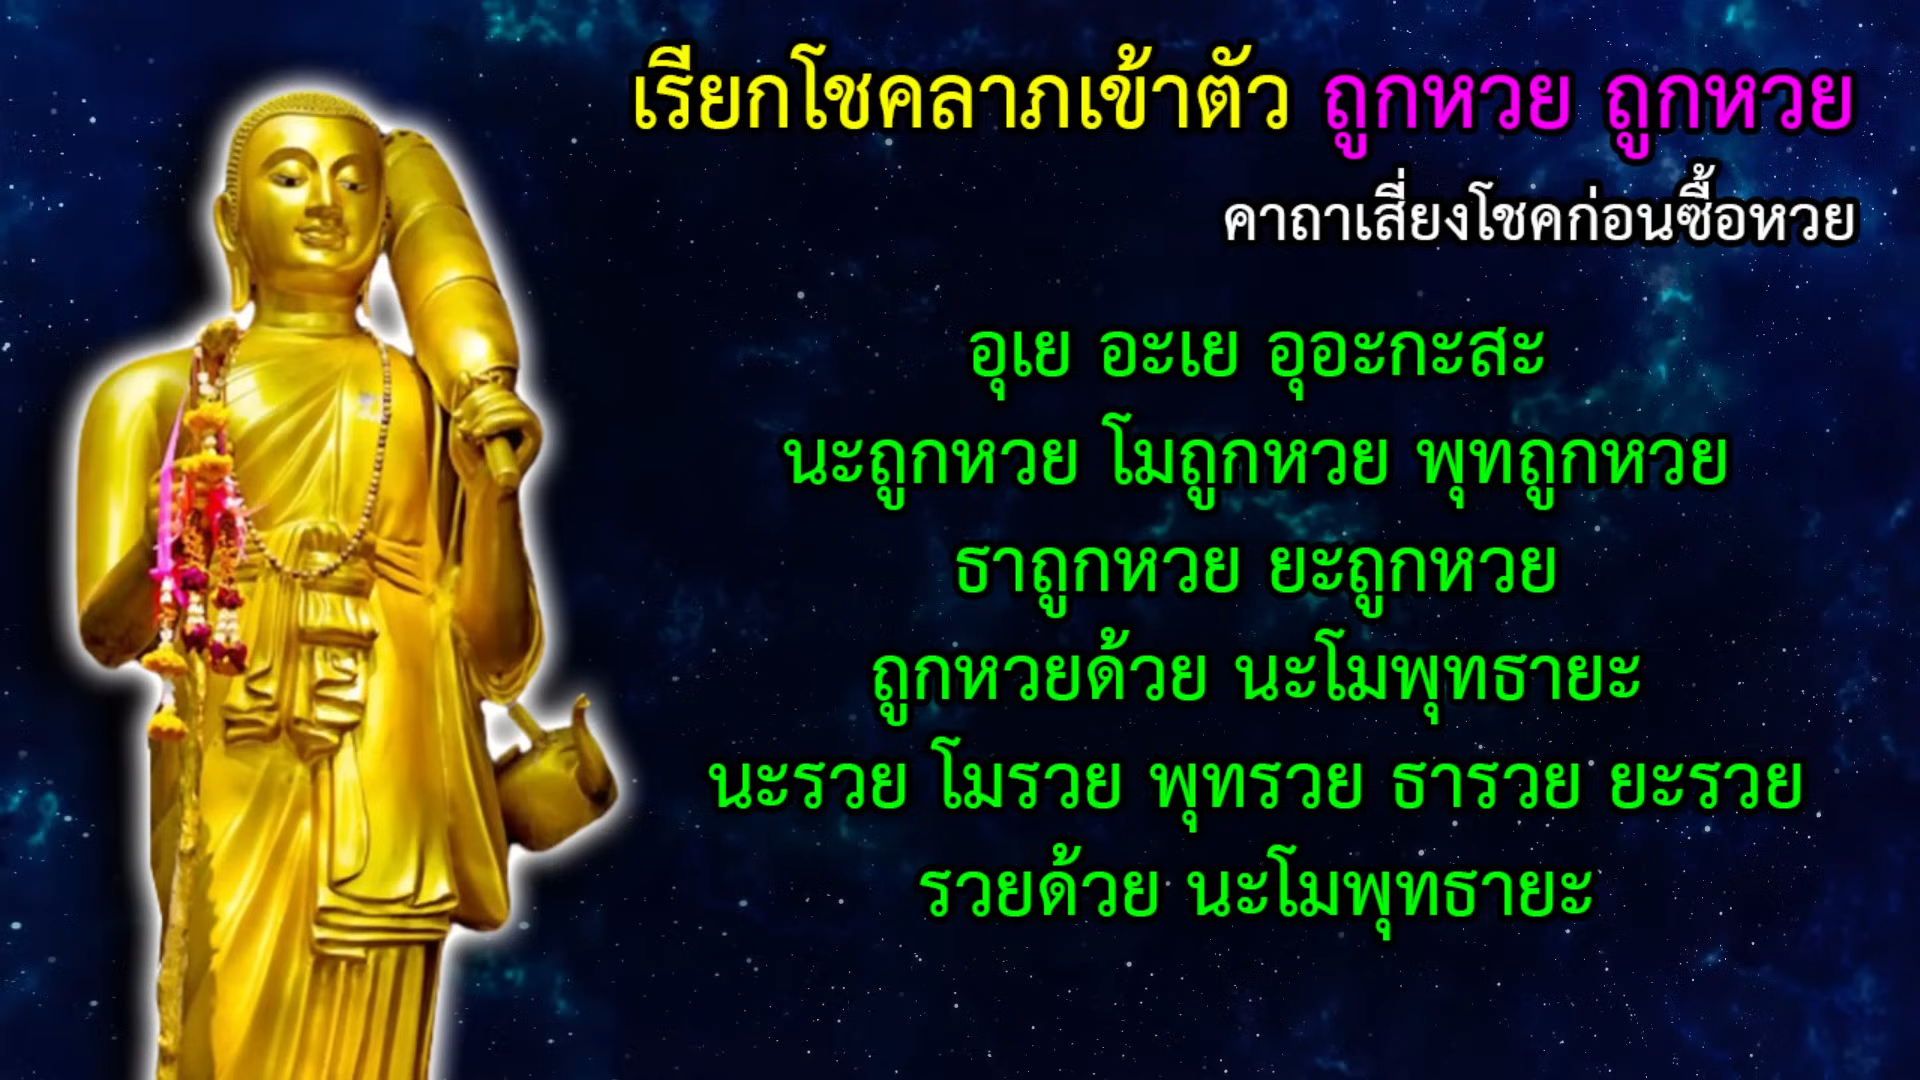 เรียกโชคลาภเข้าตัว ถูกหวย ถูกหวย
คาถาเสี่ยงโชคก่อนซื้อหวย
อุเย อะเย อุอะกะสะ
นะถูกหวย โมถูกหวย พุทถูกหวย
ธาถูกหวย ยะถูกหวย
ถูกหวยด้วย นะโมพุทธายะ
นะรวย โมรวย พุทรวย ธารวย ยะรวย
รวยด้วย นะโมพุทธายะ